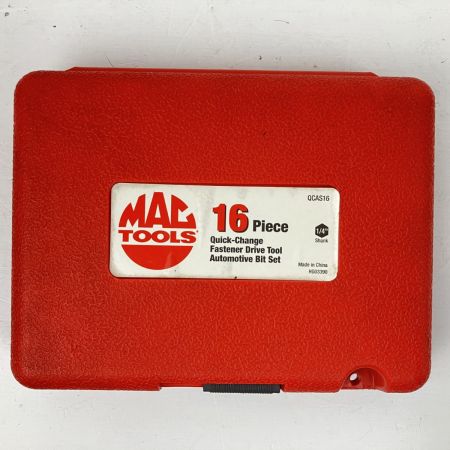 QCAS16
MAC
TOOLS
16 Piece
Quick-Change
Fastener Drive Tool
Automotive Bit Set
1/4"
Shank
Made in China
HG03390